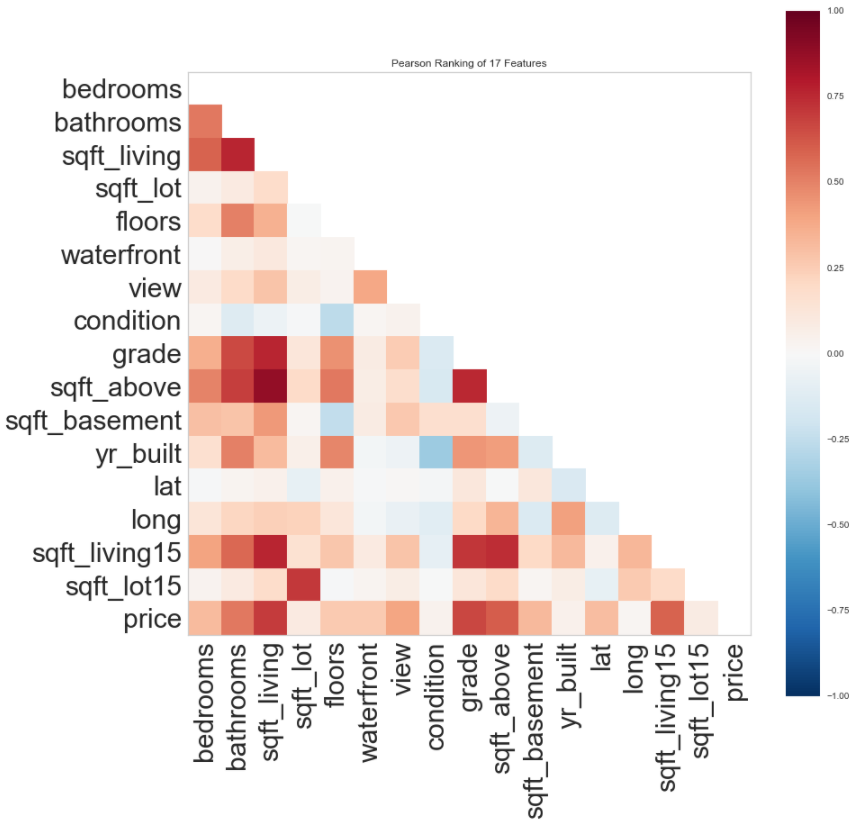 Pearson Ranking of 17 Features
bedrooms
bathrooms
sqft_living
sqft_lot
floors
waterfront
view
condition
grade
sqft_above
sqft_basement
yr_built
lat
long
sqft_living15
sqft_lot15
price
bedrooms
bathrooms
sqft_living
sqft_lot
floors
waterfront
view
condition
grade
sqft_above
sqft_basement
yr_built
lat
long
sqft_living15
sqft_lot15
price
1.00
0.75
0.50
0.25
0.00
−0.25
−0.50
−0.75
−1.00